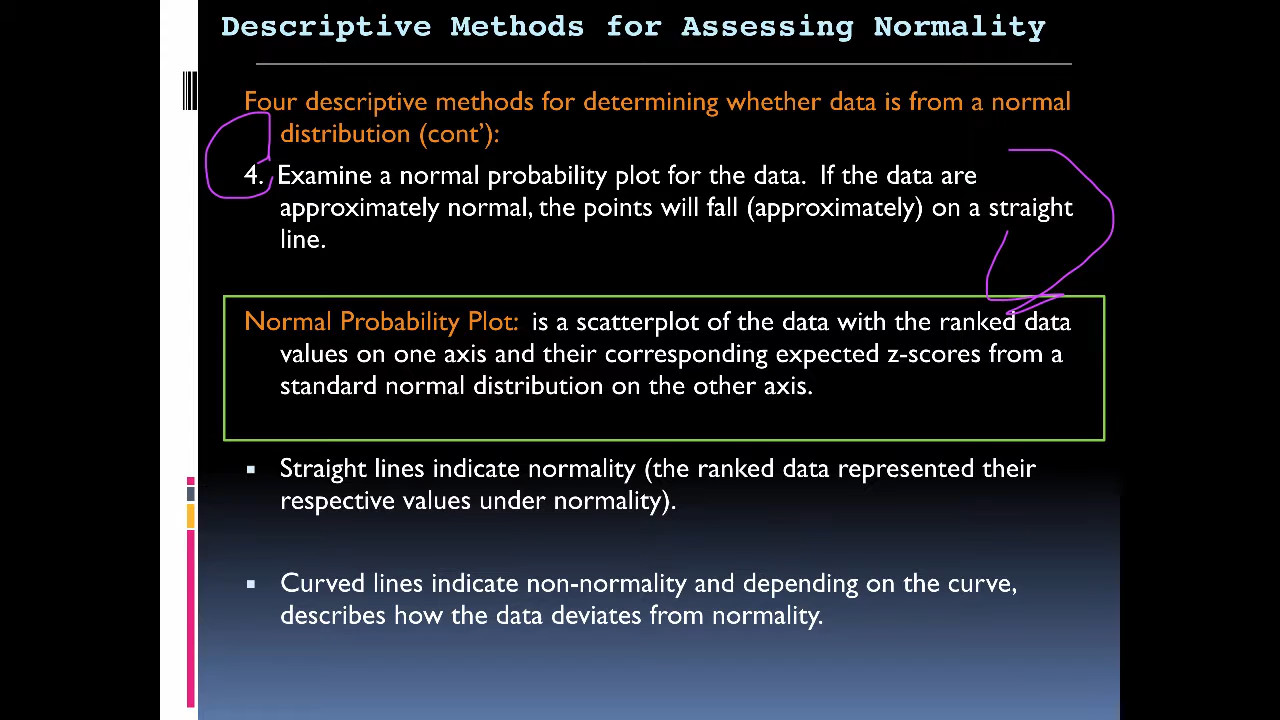 Descriptive Methods for Assessing Normality
Four descriptive methods for determining whether data is from a normal
distribution (cont'):
4. Examine a normal probability plot for the data. If the data are
approximately normal, the points will fall (approximately) on a straight
line.
Normal Probability Plot: is a scatterplot of the data with the ranked data
values on one axis and their corresponding expected z-scores from a
standard normal distribution on the other axis.
▪ Straight lines indicate normality (the ranked data represented their
respective values under normality).
▪ Curved lines indicate non-normality and depending on the curve,
describes how the data deviates from normality.